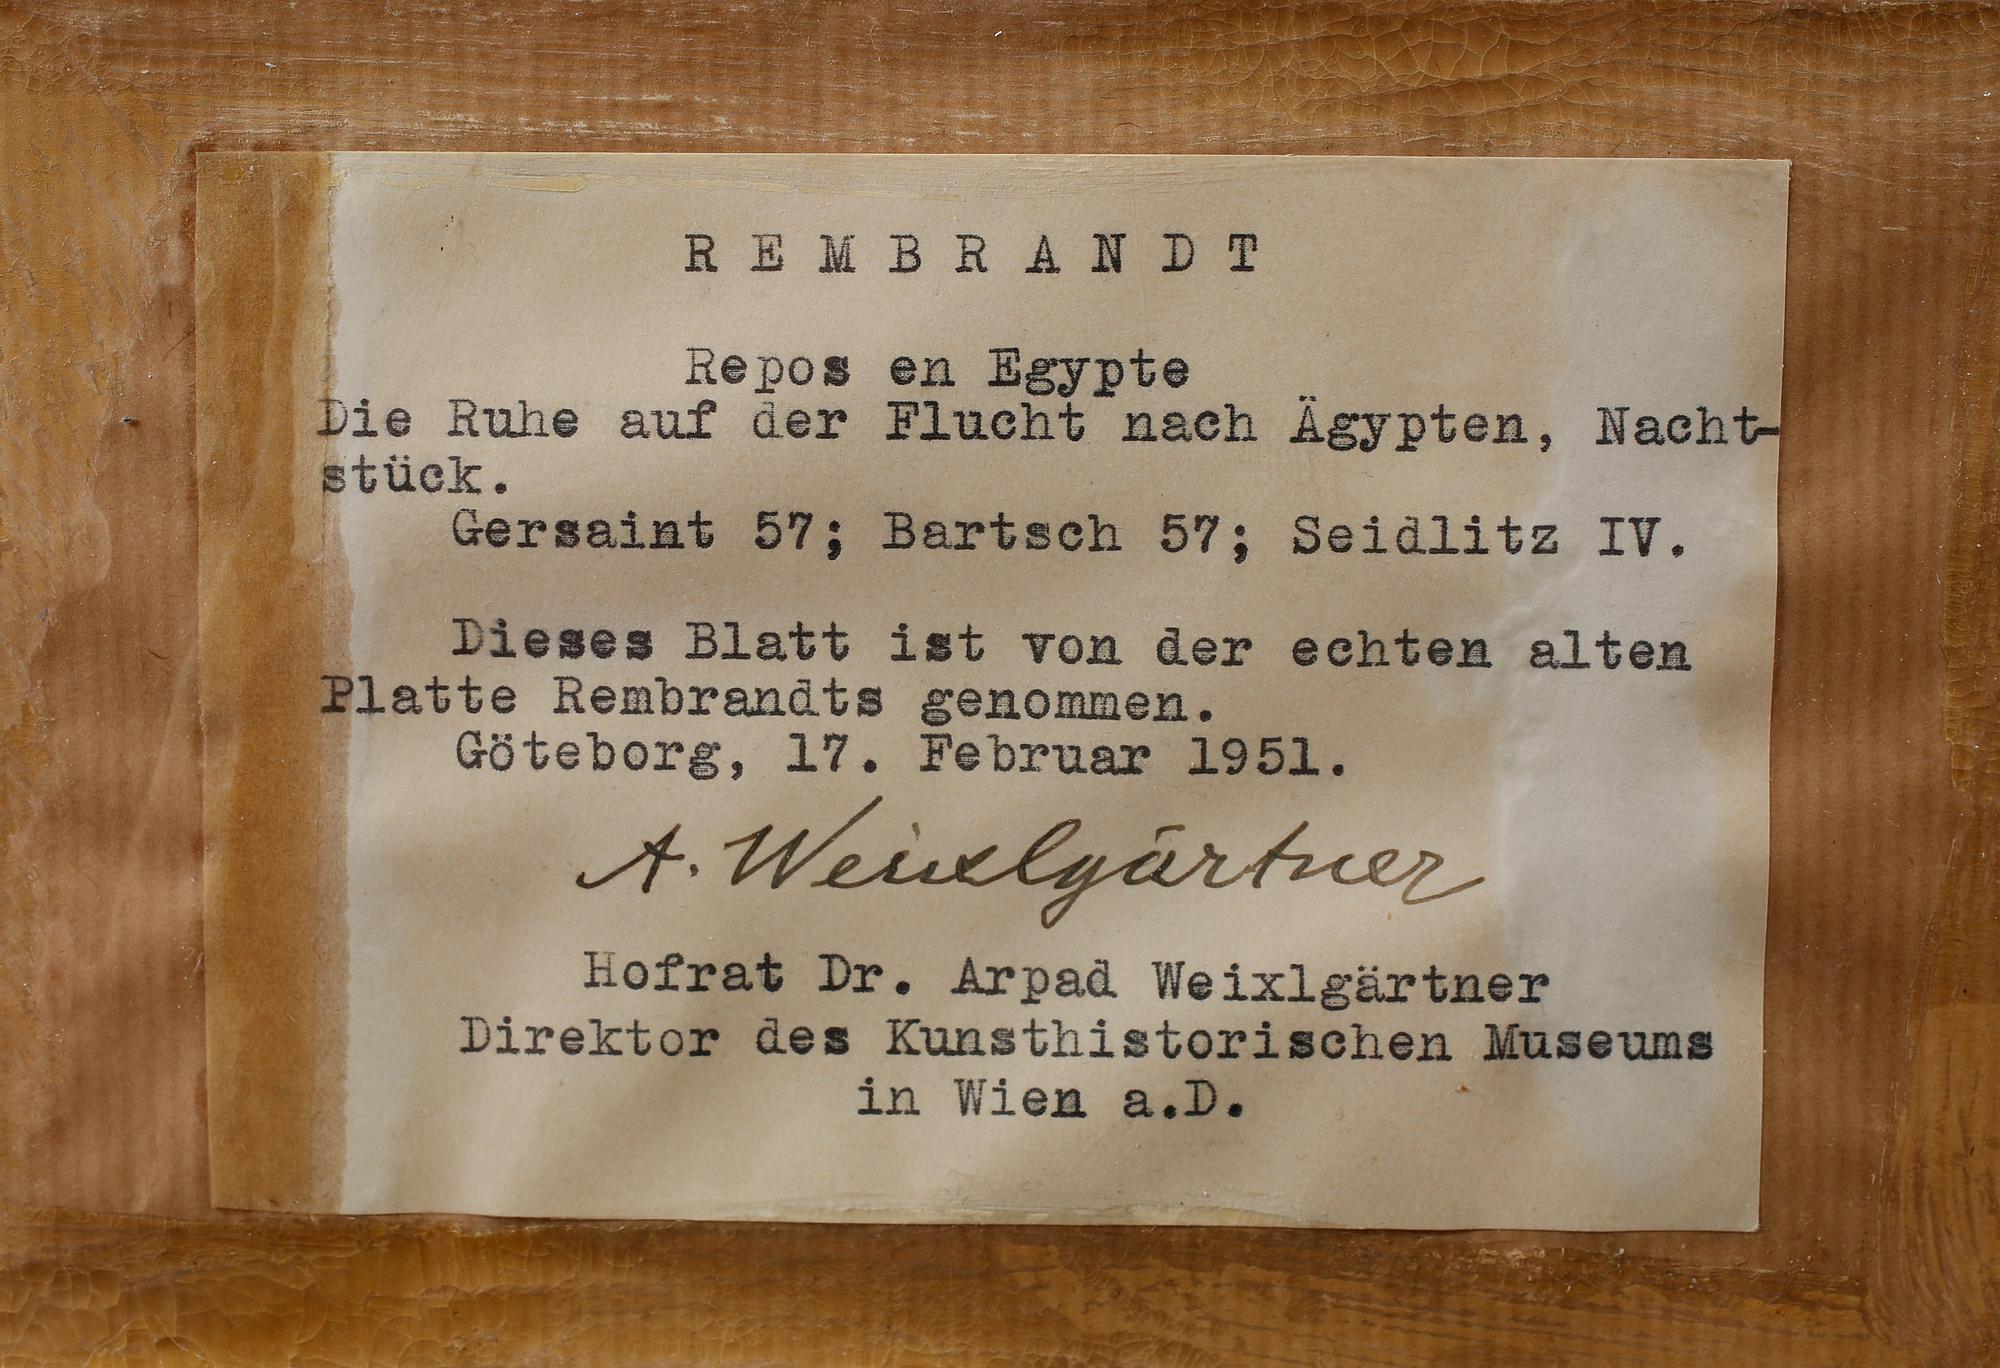 REMBRANDT
Repos en Egypte
Die Ruhe auf der Flucht nach Ägypten, Nacht-
stück.
Gersaint 57; Bartsch 57; Seidlitz IV.
Dieses Blatt ist von der echten alten
Platte Rembrandts genommen.
Göteborg, 17. Februar 1951.
A. Weixlgärtner
Hofrat Dr. Arpad Weixlgärtner
Direktor des Kunsthistorischen Museums
in Wien a.D.